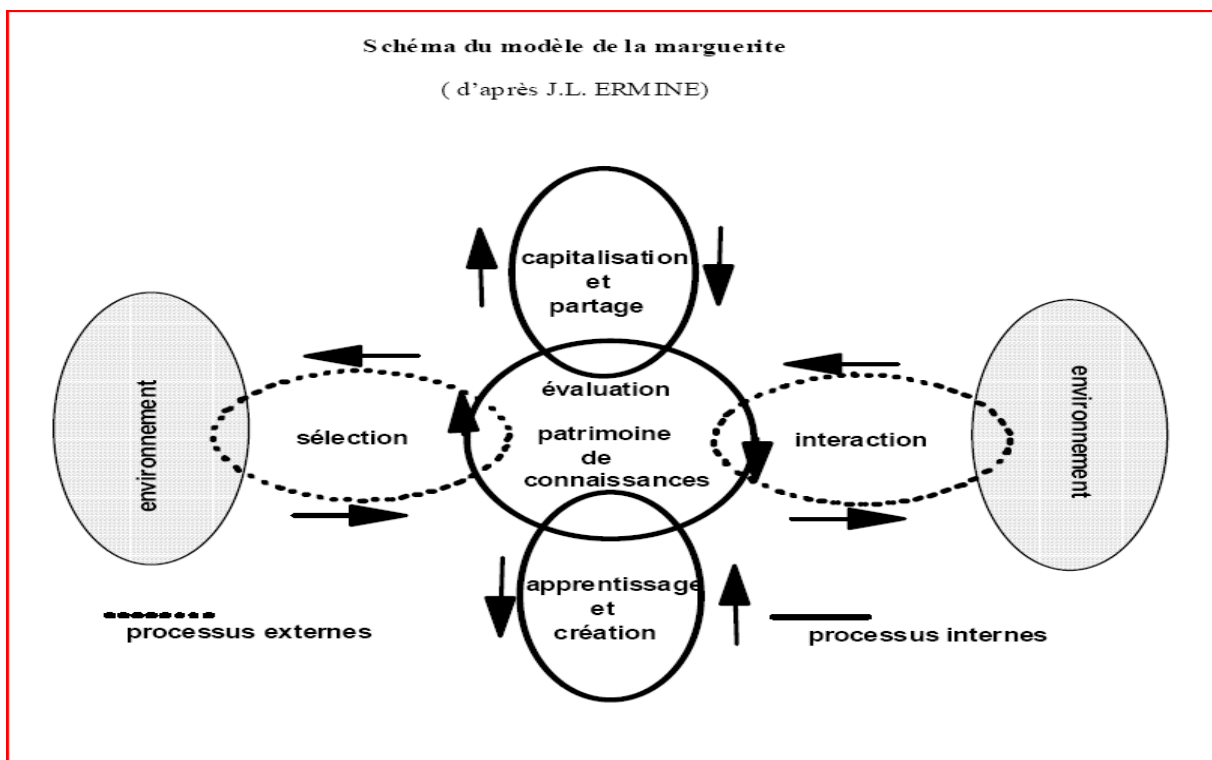 Schéma du modèle de la marguerite
( d'après J.L. ERMINE)
capitalisation
et
partage
environnement
sélection
évaluation
patrimoine
de
connaissances
interaction
environnement
apprentissage
et
création
processus externes
processus internes